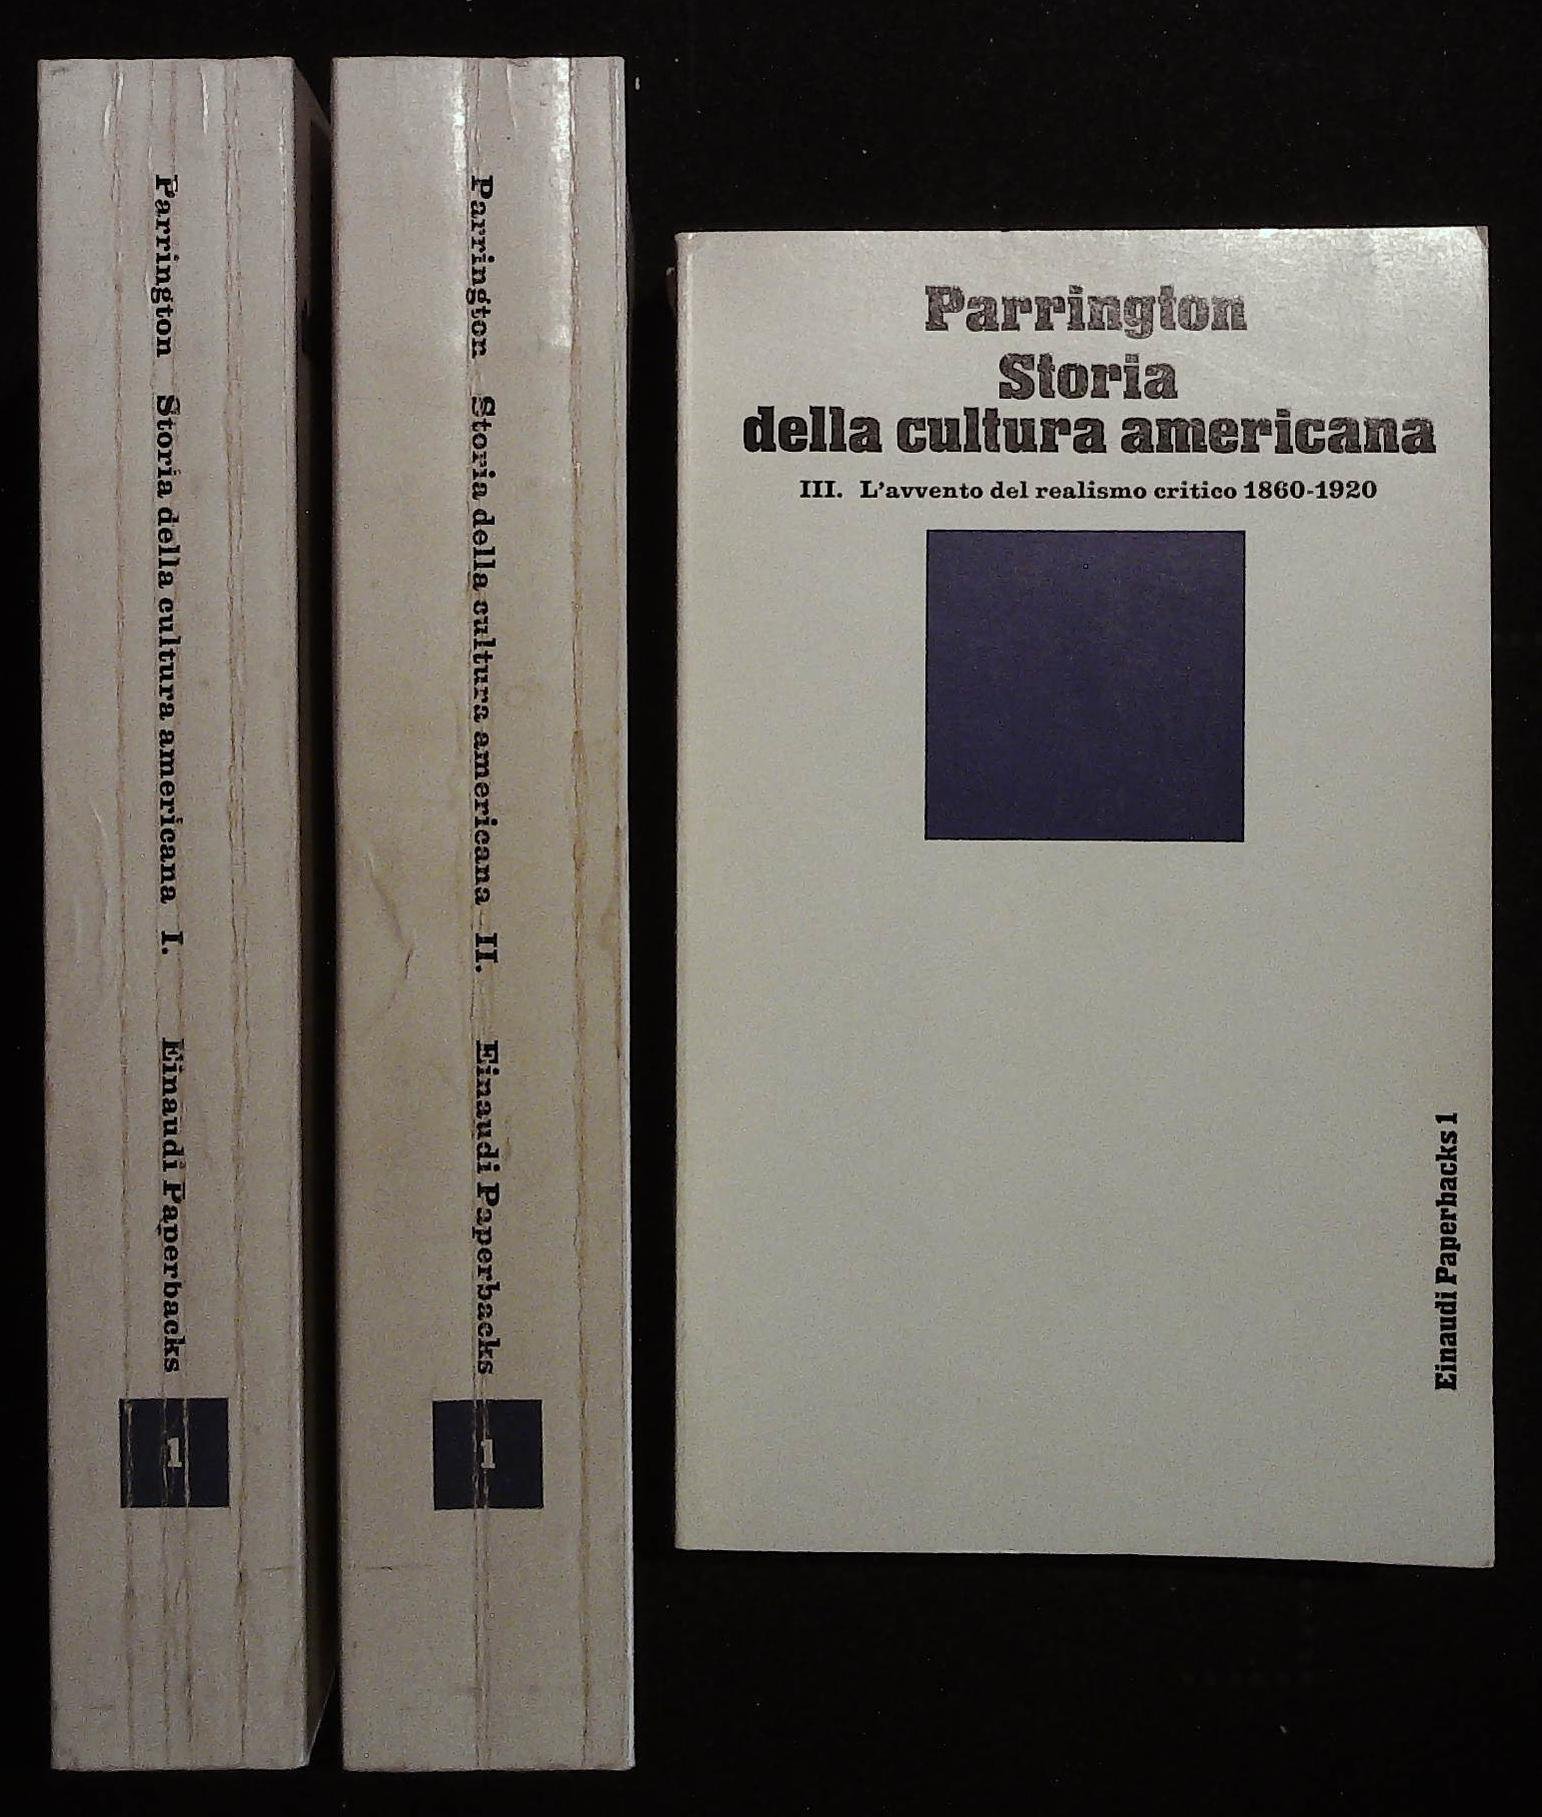 Parrington Storia della cultura americana I. Einaudi Paperbacks
1
Parrington Storia della cultura americana II. Einaudi Paperbacks
1
Parrington
Storia
della cultura americana
III. L'avvento del realismo critico 1860-1920
Einaudi Paperbacks 1